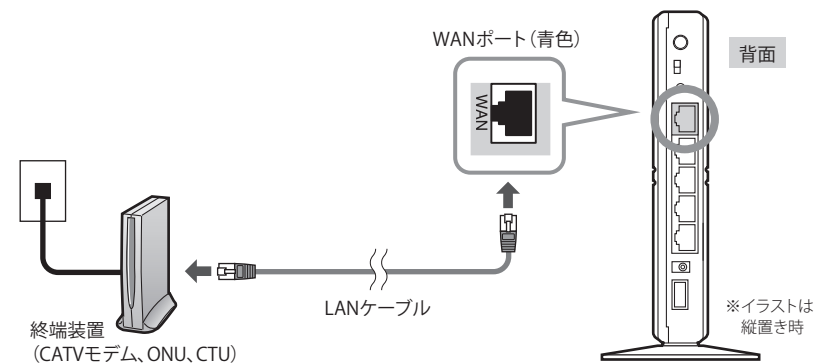 WANポート（青色）
背面
WAN
LANケーブル
終端装置
（CATVモデム、ONU、CTU）
※イラストは
縦置き時